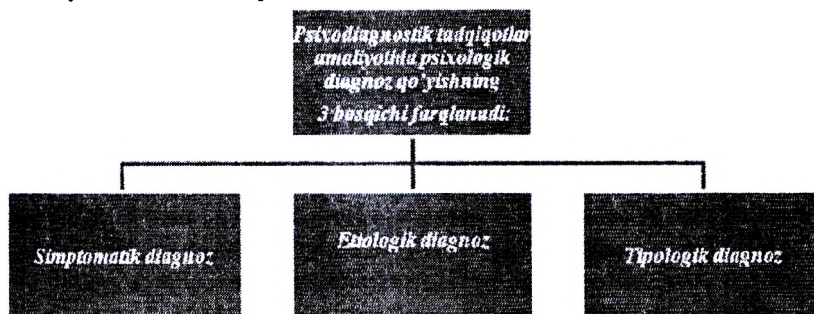 Psixodiagnostik tadqiqotlar
amaliyotida psixologik
diagnoz qo'yishning
3 bosqichi farqlanadi:
Simptomatik diagnoz
Etiologik diagnoz
Tipologik diagnoz